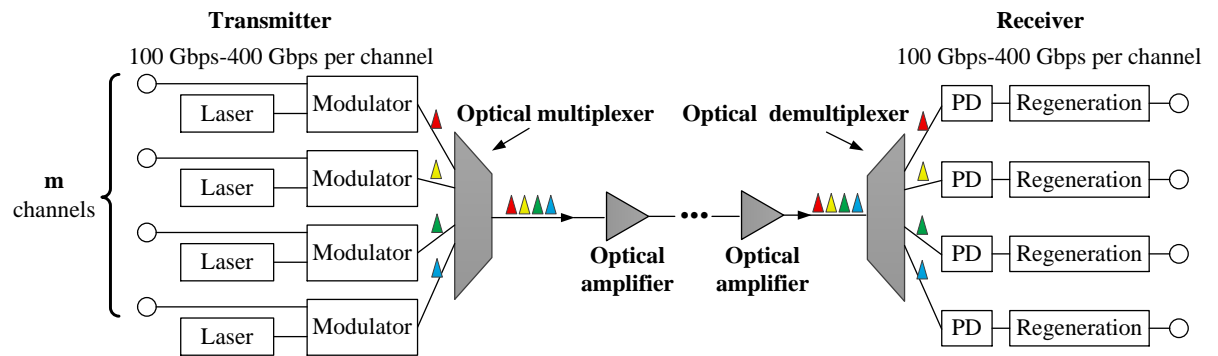 Transmitter
100 Gbps-400 Gbps per channel
Receiver
100 Gbps-400 Gbps per channel
m
channels
Laser
Modulator
Laser
Modulator
Laser
Modulator
Laser
Modulator
Optical multiplexer
Optical demultiplexer
Optical
amplifier
Optical
amplifier
PD
Regeneration
PD
Regeneration
PD
Regeneration
PD
Regeneration